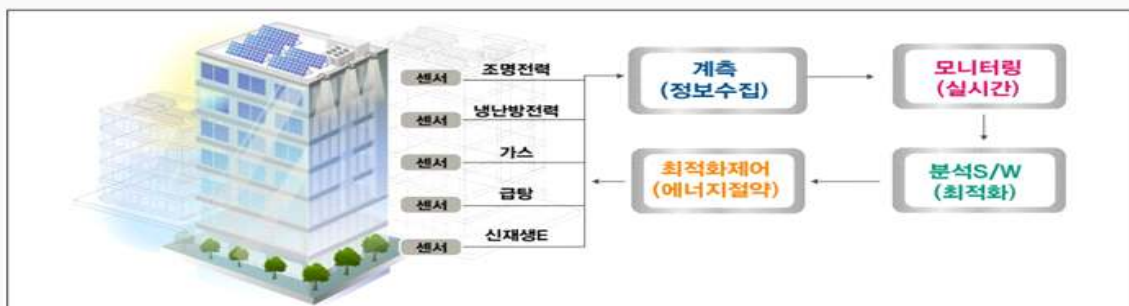 센서
조명전력
센서
냉난방전력
센서
가스
센서
급탕
센서
신재생E
계측
(정보수집)
모니터링
(실시간)
분석S/W
(최적화)
최적화제어
(에너지절약)